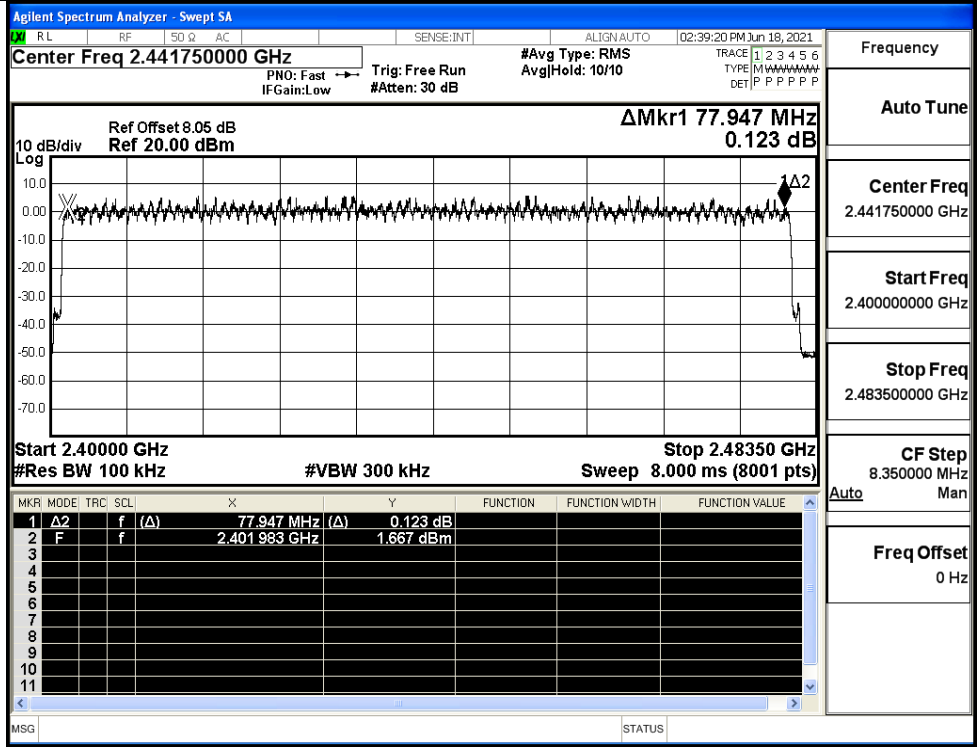 Agilent Spectrum Analyzer - Swept SA
LXI RL RF 50 Ω AC SENSE:INT ALIGNAUTO 02:39:20 PM Jun 18, 2021
Center Freq 2.441750000 GHz
#Avg Type: RMS
TRACE 1 2 3 4 5 6
PNO: Fast
Trig: Free Run
Avg|Hold: 10/10
TYPE M W W W W W
IFGain:Low
#Atten: 30 dB
DET P P P P P P
ΔMkr1 77.947 MHz
0.123 dB
Ref Offset 8.05 dB
10 dB/div Ref 20.00 dBm
Log
10.0
0.00
-10.0
-20.0
-30.0
-40.0
-50.0
-60.0
-70.0
1Δ2
Start 2.40000 GHz Stop 2.48350 GHz
#Res BW 100 kHz #VBW 300 kHz Sweep 8.000 ms (8001 pts)
MKR MODE TRC SCL X Y FUNCTION FUNCTION WIDTH FUNCTION VALUE
1 Δ2 f (Δ) 77.947 MHz (Δ) 0.123 dB
2 F f 2.401 983 GHz 1.667 dBm
3
4
5
6
7
8
9
10
11
MSG STATUS
Frequency
Auto Tune
Center Freq
2.441750000 GHz
Start Freq
2.400000000 GHz
Stop Freq
2.483500000 GHz
CF Step
8.350000 MHz
Auto Man
Freq Offset
0 Hz